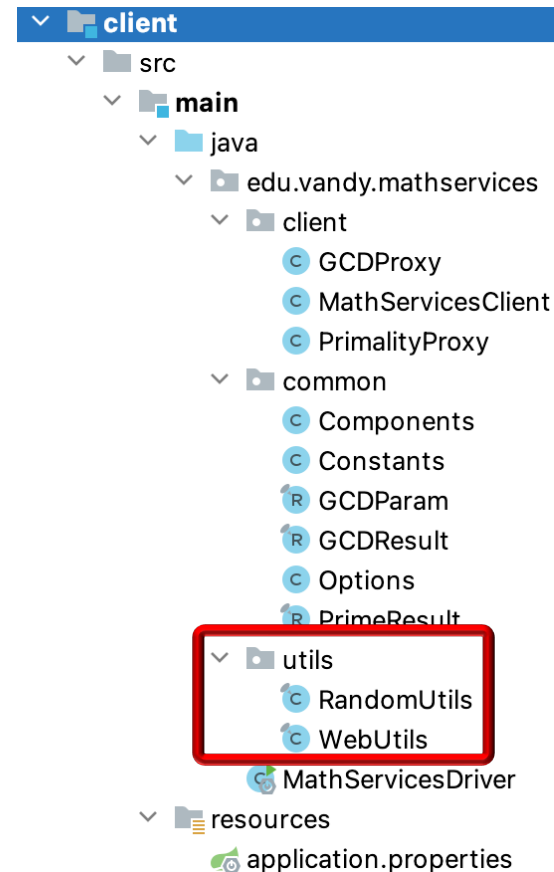 client
src
main
java
edu.vandy.mathservices
client
C GCDProxy
C MathServicesClient
C PrimalityProxy
common
C Components
C Constants
R GCDParam
R GCDResult
C Options
R PrimeResult
utils
C RandomUtils
C WebUtils
MathServicesDriver
resources
application.properties